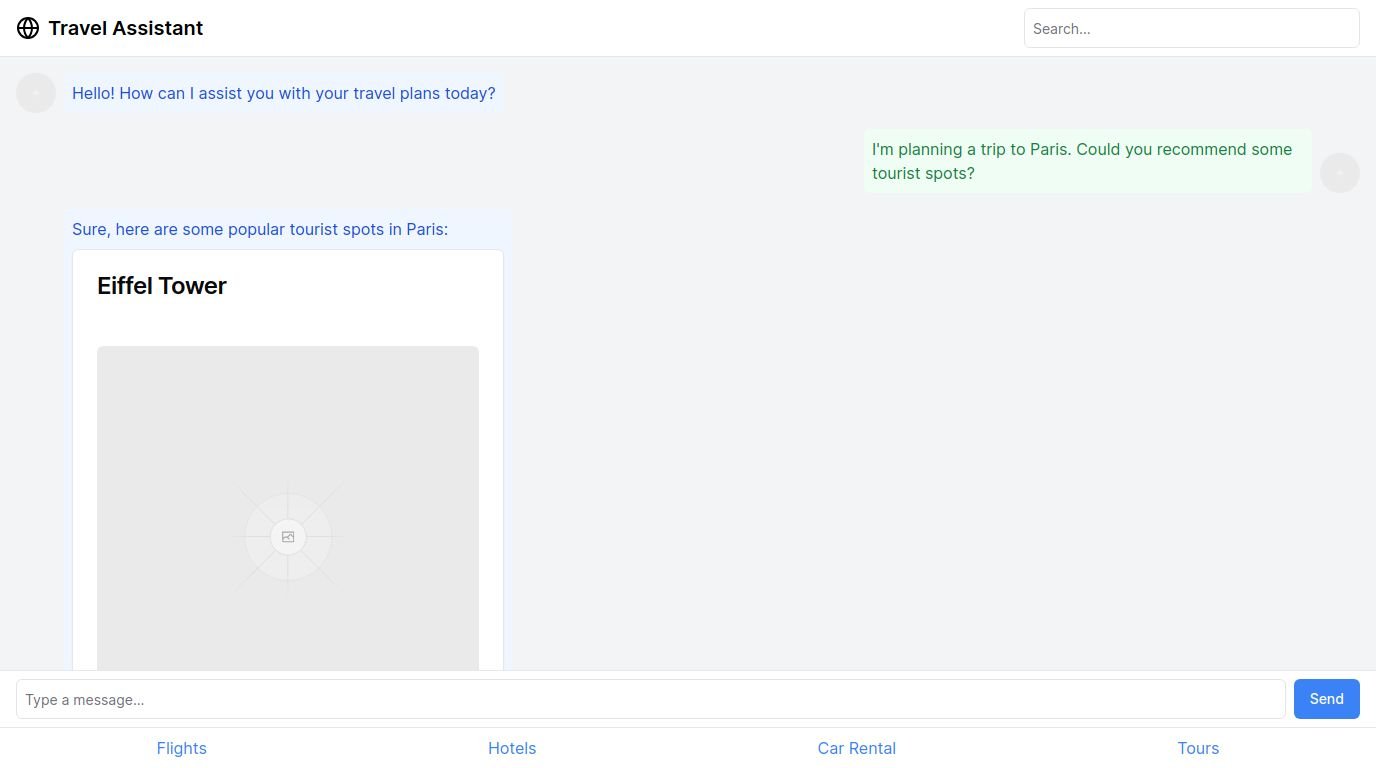 Travel Assistant
Search...
Hello! How can I assist you with your travel plans today?
I'm planning a trip to Paris. Could you recommend some
tourist spots?
Sure, here are some popular tourist spots in Paris:
Eiffel Tower
Type a message...
Send
Flights
Hotels
Car Rental
Tours